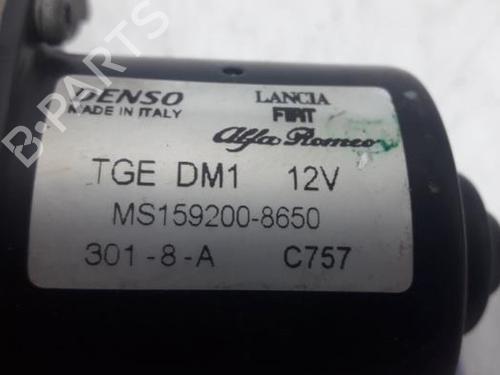 DENSO
MADE IN ITALY
LANCIA
FIAT
Alfa Romeo
TGE DM1 12V
MS159200-8650
301-8-A C757
B-Parts